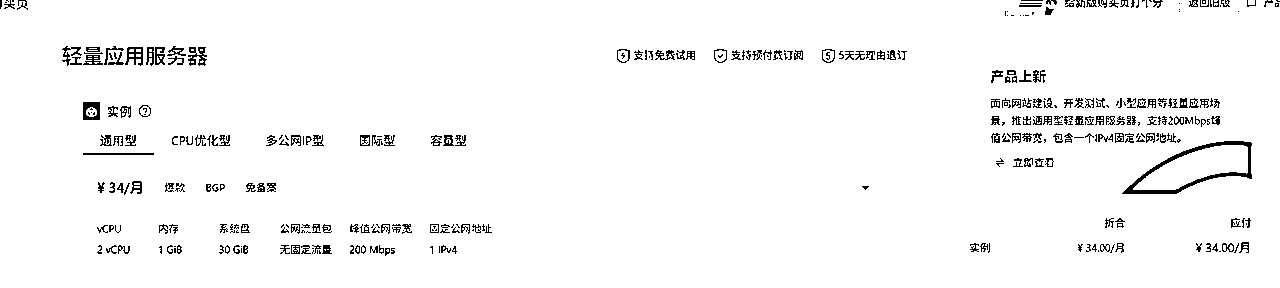 购买页
给新版购买页打个分 返回旧版 产品
轻量应用服务器
支持免费试用 支持预付费订阅 5天无理由退订
产品上新
面向网站建设、开发测试、小型应用等轻量应用场
景，推出通用型轻量应用服务器，支持200Mbps峰
值公网带宽，包含一个IPv4固定公网地址。
立即查看
实例
通用型 CPU优化型 多公网IP型 国际型 容量型
¥ 34/月 爆款 BGP 免备案
vCPU 内存 系统盘 公网流量包 峰值公网带宽 固定公网地址
2 vCPU 1 GiB 30 GiB 无固定流量 200 Mbps 1 IPv4
折合 应付
实例 ¥ 34.00/月 ¥ 34.00/月